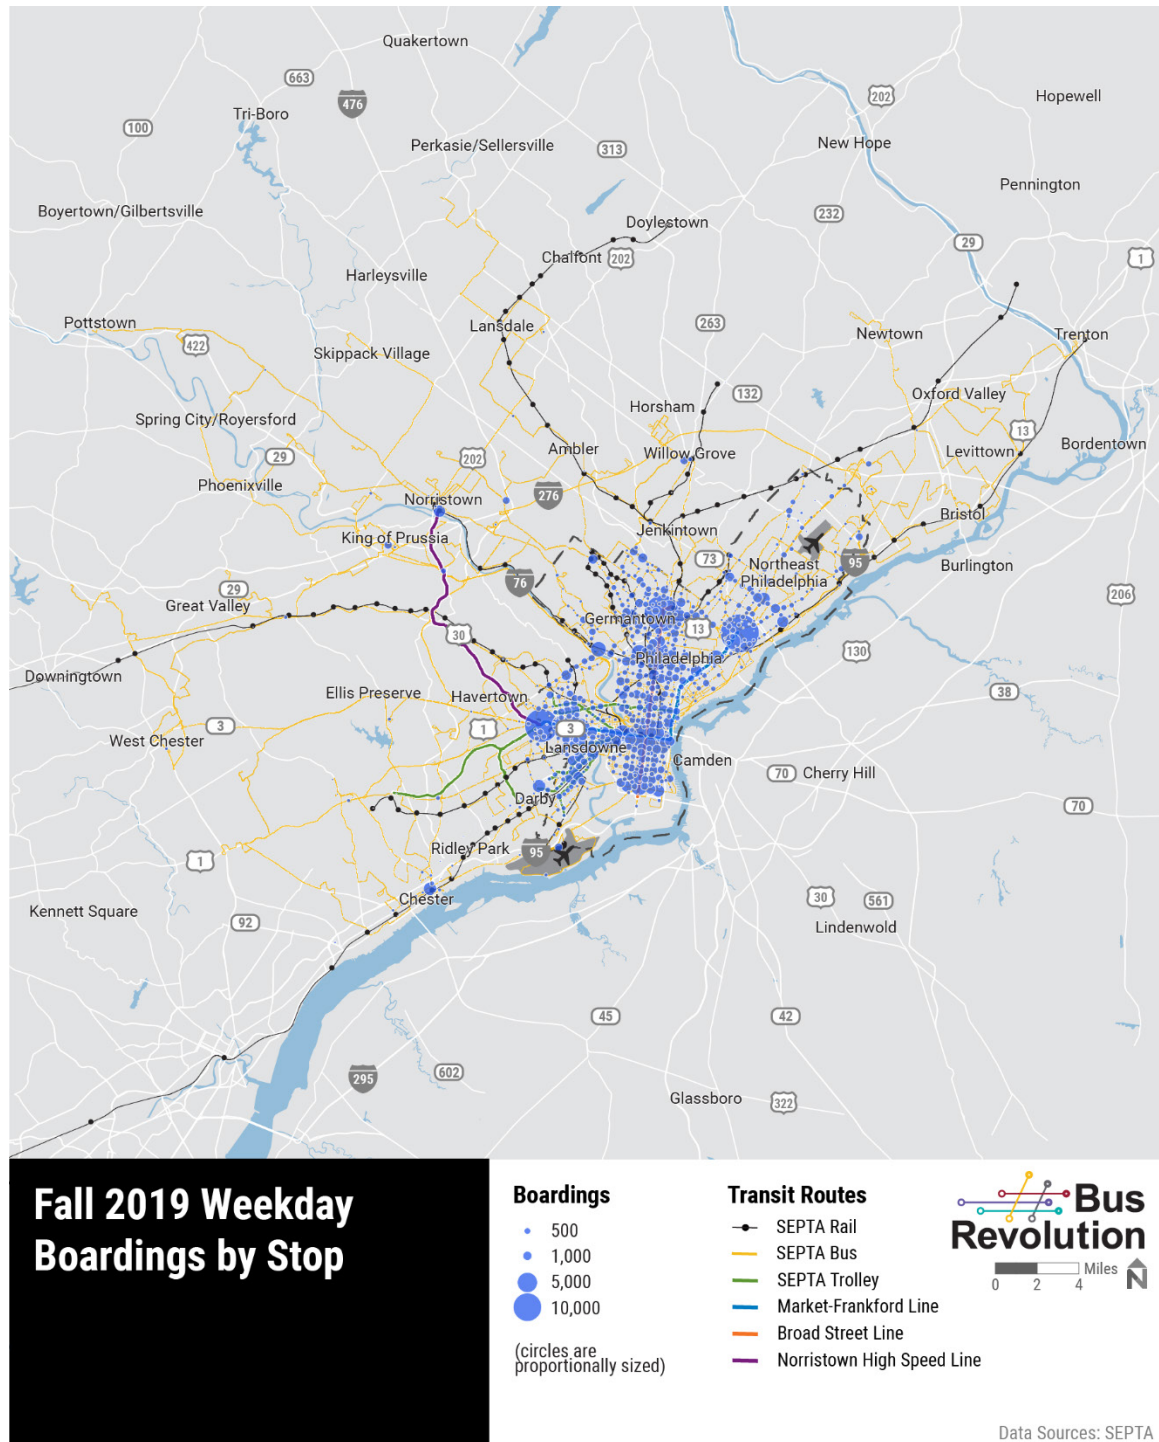 Quakertown
663
476
202
Hopewell
Tri-Boro
100
New Hope
Perkasie/Sellersville
313
Pennington
Boyertown/Gilbertsville
232
Doylestown
29
1
Chalfont
202
Harleysville
Pottstown
263
Lansdale
Newtown
Trenton
422
Skippack Village
132
Oxford Valley
Horsham
Spring City/Royersford
13
Bordentown
Ambler
Willow Grove
Levittown
29
202
Phoenixville
Norristown
276
Bristol
Jenkintown
King of Prussia
73
Northeast
Philadelphia
95
Burlington
76
29
206
Great Valley
Germantown
13
30
130
Philadelphia
Downingtown
Ellis Preserve
Havertown
38
3
1
3
West Chester
Lansdowne
Camden
70
Cherry Hill
Darby
70
Ridley Park
95
1
Chester
30
561
Kennett Square
92
Lindenwold
45
42
295
602
Glassboro
322
Fall 2019 Weekday
Boardings by Stop
Boardings
500
1,000
5,000
10,000
(circles are
proportionally sized)
Transit Routes
SEPTA Rail
SEPTA Bus
SEPTA Trolley
Market-Frankford Line
Broad Street Line
Norristown High Speed Line
Bus
Revolution
Miles
0 2 4
N
Data Sources: SEPTA